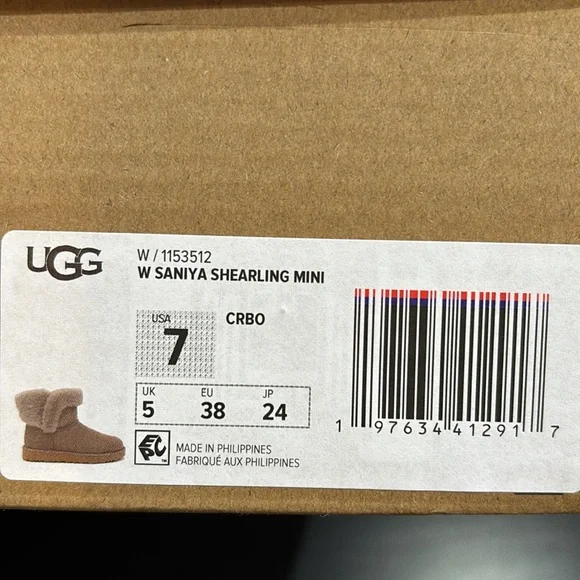 UGG
W / 1153512
W SANIYA SHEARLING MINI
USA
7
CRBO
UK EU JP
5 38 24
EPC
MADE IN PHILIPPINES
FABRIQUÉ AUX PHILIPPINES
1 97634 41291 7